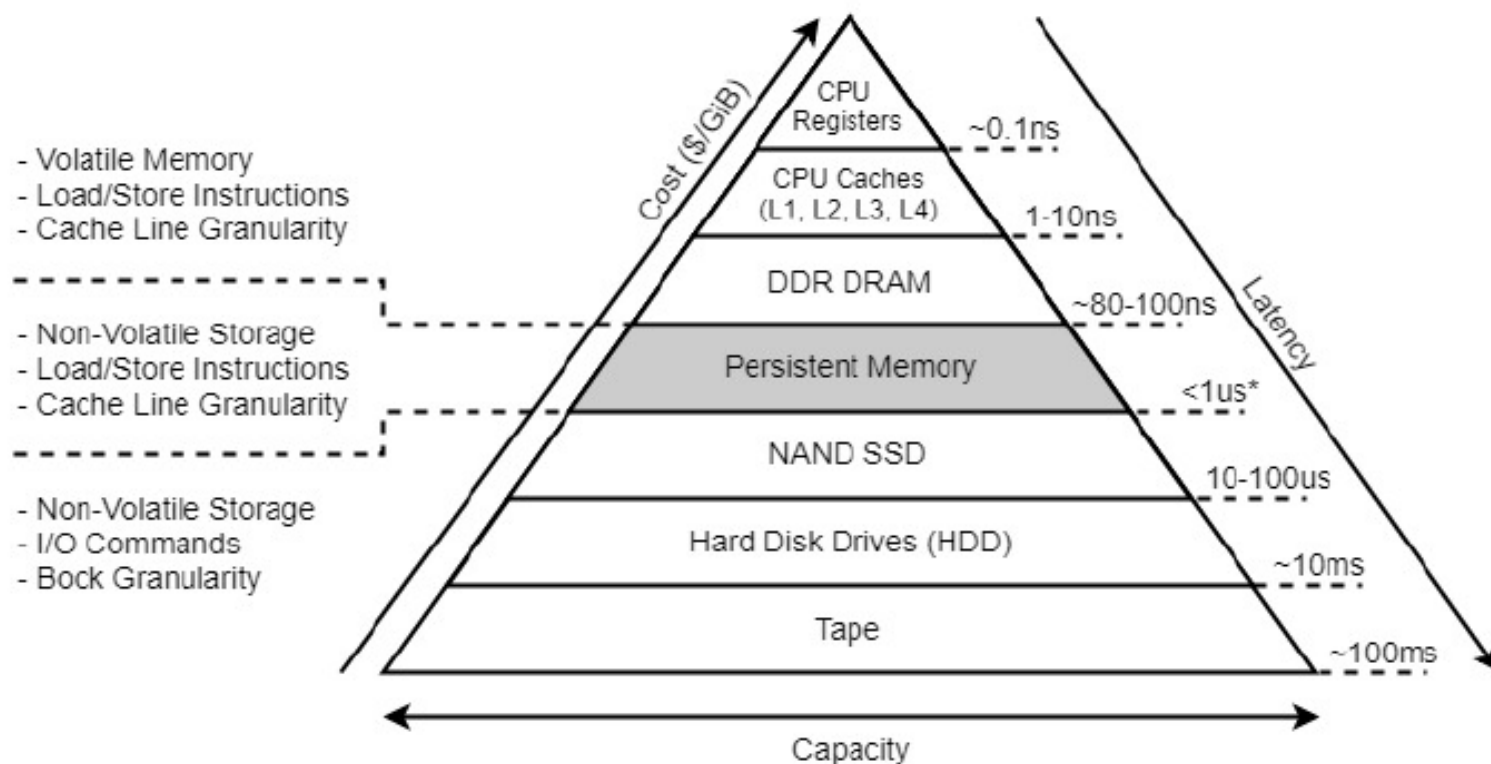 CPU
Registers
~0.1ns
Cost ($/GiB)
- Volatile Memory
- Load/Store Instructions
- Cache Line Granularity
CPU Caches
(L1, L2, L3, L4)
1-10ns
DDR DRAM
~80-100ns
Latency
- Non-Volatile Storage
- Load/Store Instructions
- Cache Line Granularity
Persistent Memory
<1us*
NAND SSD
10-100us
- Non-Volatile Storage
- I/O Commands
- Bock Granularity
Hard Disk Drives (HDD)
~10ms
Tape
~100ms
Capacity